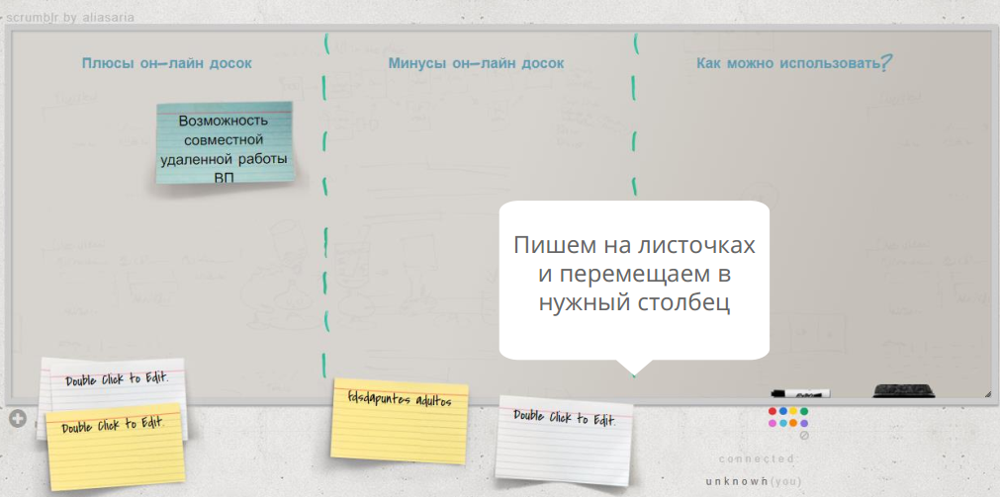 scrumblr by aliasaria
Плюсы он-лайн досок
Минусы он-лайн досок
Как можно использовать?
Возможность
совместной
удаленной работы
ВП
Пишем на листочках
и перемещаем в
нужный столбец
Double Click to Edit.
Double Click to Edit.
fdsdapuntes adultos
Double Click to Edit.
connected:
unknown (you)